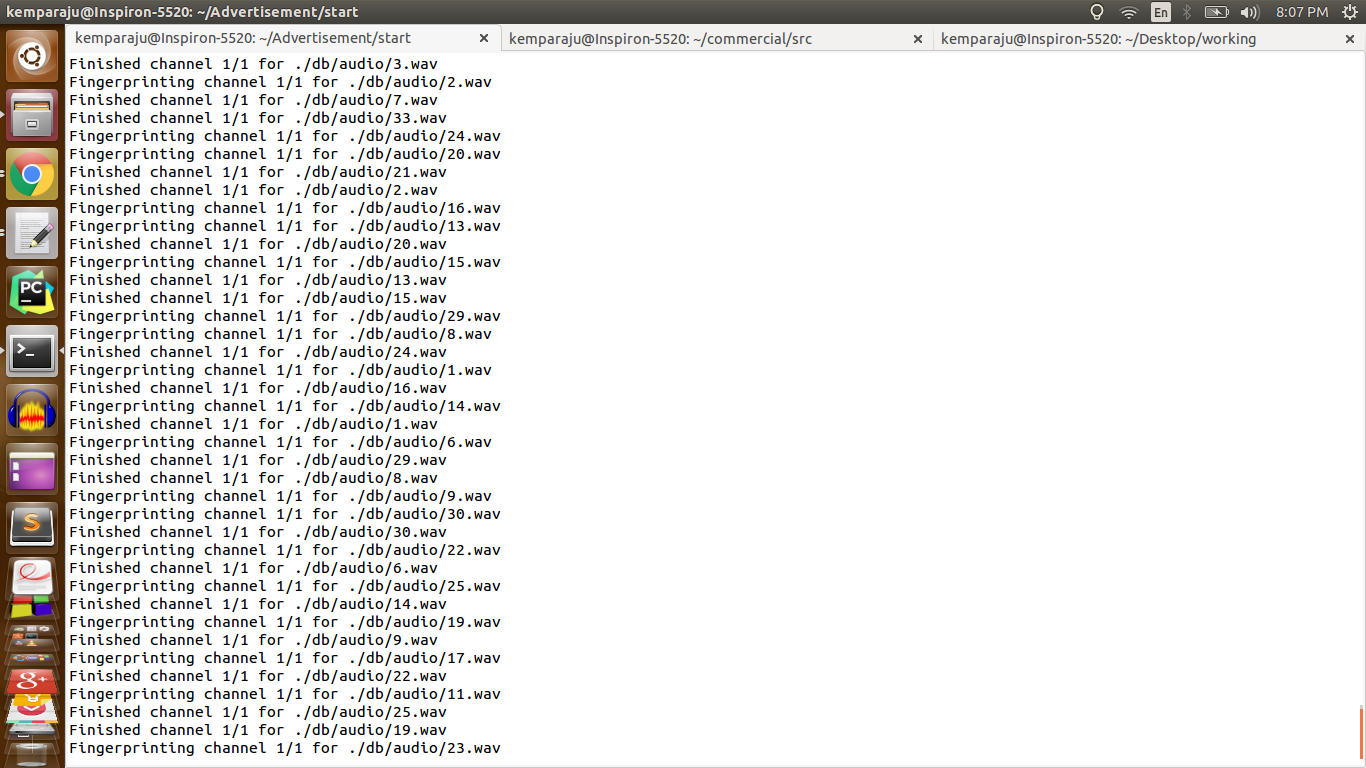 kemparaju@Inspiron-5520: ~/Advertisement/start
En
8:07 PM
kemparaju@Inspiron-5520: ~/Advertisement/start
kemparaju@Inspiron-5520: ~/commercial/src
kemparaju@Inspiron-5520: ~/Desktop/working
Finished channel 1/1 for ./db/audio/3.wav
Fingerprinting channel 1/1 for ./db/audio/2.wav
Finished channel 1/1 for ./db/audio/7.wav
Finished channel 1/1 for ./db/audio/33.wav
Fingerprinting channel 1/1 for ./db/audio/24.wav
Fingerprinting channel 1/1 for ./db/audio/20.wav
Finished channel 1/1 for ./db/audio/21.wav
Finished channel 1/1 for ./db/audio/2.wav
Fingerprinting channel 1/1 for ./db/audio/16.wav
Fingerprinting channel 1/1 for ./db/audio/13.wav
Finished channel 1/1 for ./db/audio/20.wav
Fingerprinting channel 1/1 for ./db/audio/15.wav
Finished channel 1/1 for ./db/audio/13.wav
Finished channel 1/1 for ./db/audio/15.wav
Fingerprinting channel 1/1 for ./db/audio/29.wav
Fingerprinting channel 1/1 for ./db/audio/8.wav
Finished channel 1/1 for ./db/audio/24.wav
Fingerprinting channel 1/1 for ./db/audio/1.wav
Finished channel 1/1 for ./db/audio/16.wav
Fingerprinting channel 1/1 for ./db/audio/14.wav
Finished channel 1/1 for ./db/audio/1.wav
Fingerprinting channel 1/1 for ./db/audio/6.wav
Finished channel 1/1 for ./db/audio/29.wav
Finished channel 1/1 for ./db/audio/8.wav
Fingerprinting channel 1/1 for ./db/audio/9.wav
Fingerprinting channel 1/1 for ./db/audio/30.wav
Finished channel 1/1 for ./db/audio/30.wav
Fingerprinting channel 1/1 for ./db/audio/22.wav
Finished channel 1/1 for ./db/audio/6.wav
Fingerprinting channel 1/1 for ./db/audio/25.wav
Finished channel 1/1 for ./db/audio/14.wav
Fingerprinting channel 1/1 for ./db/audio/19.wav
Finished channel 1/1 for ./db/audio/9.wav
Fingerprinting channel 1/1 for ./db/audio/17.wav
Finished channel 1/1 for ./db/audio/22.wav
Fingerprinting channel 1/1 for ./db/audio/11.wav
Finished channel 1/1 for ./db/audio/25.wav
Finished channel 1/1 for ./db/audio/19.wav
Fingerprinting channel 1/1 for ./db/audio/23.wav
PC
>_
S
g+